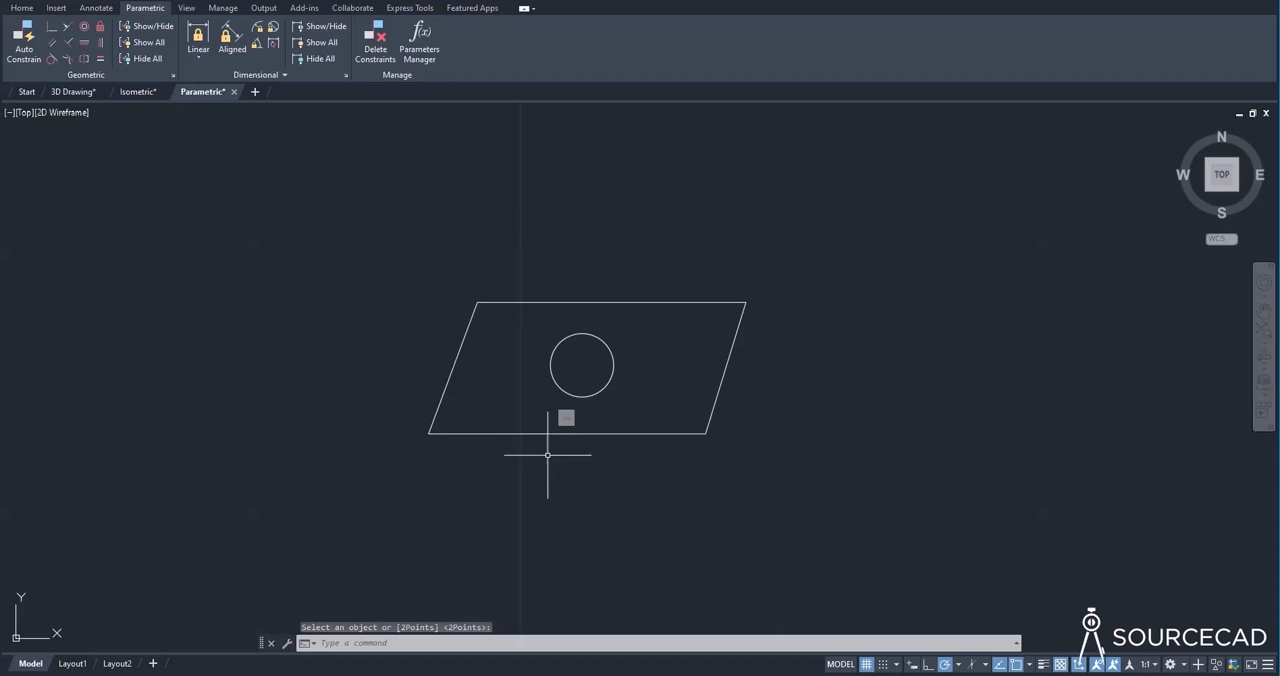 Home Insert Annotate Parametric View Manage Output Add-ins Collaborate Express Tools Featured Apps
Auto Constrain
Show/Hide
Show All
Hide All
Geometric
Linear
Aligned
Show/Hide
Show All
Hide All
Dimensional
Delete Constraints
Parameters Manager
f(x)
Manage
Start 3D Drawing* Isometric* Parametric*
[−][Top][2D Wireframe]
N
W TOP E
S
WCS
Y
X
Select an object or [2Points] <2Points>:
Type a command
SOURCECAD
Model Layout1 Layout2
MODEL 1:1